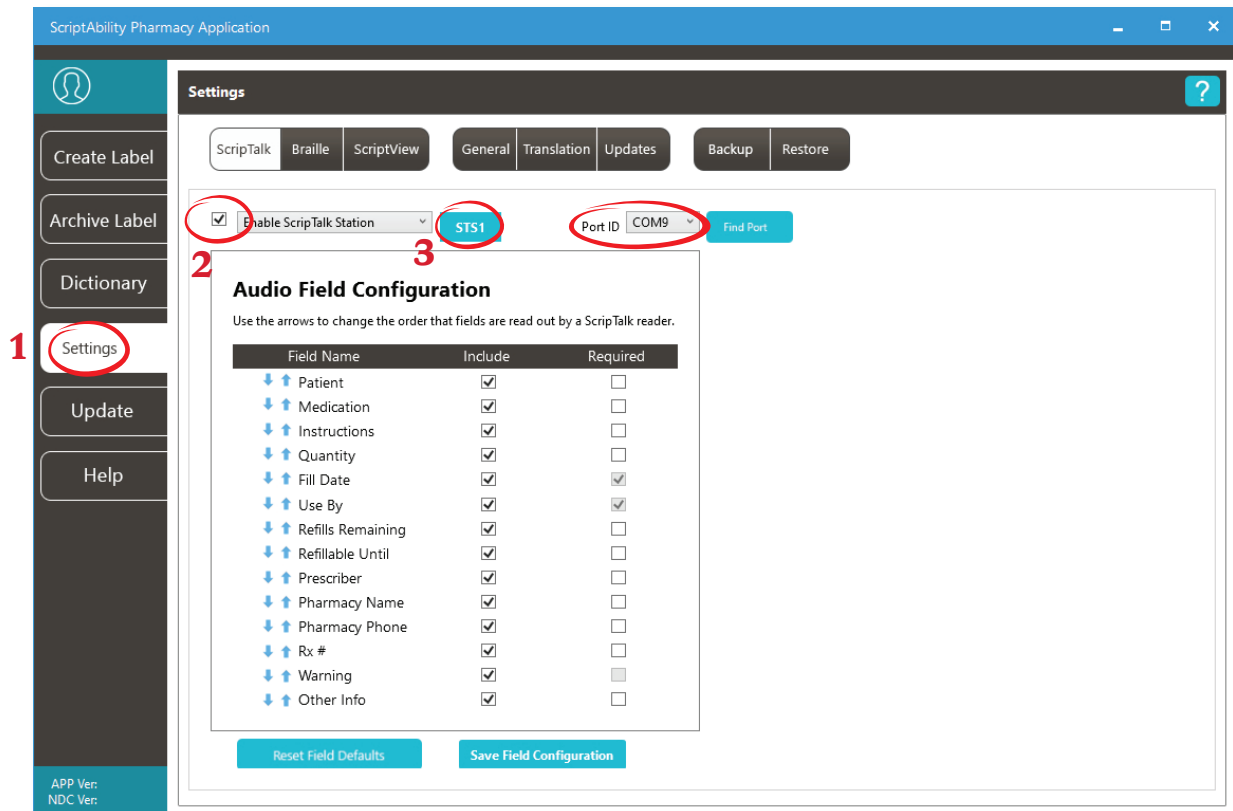 ScriptAbility Pharmacy Application
Settings
?
Create Label
Archive Label
Dictionary
1
Settings
Update
Help
APP Ver:
NDC Ver:
ScripTalk Braille ScriptView General Translation Updates Backup Restore
Enable ScripTalk Station STS1 Port ID COM9 Find Port
2 3
Audio Field Configuration
Use the arrows to change the order that fields are read out by a ScripTalk reader.
Field Name Include Required
Patient
Medication
Instructions
Quantity
Fill Date
Use By
Refills Remaining
Refillable Until
Prescriber
Pharmacy Name
Pharmacy Phone
Rx #
Warning
Other Info
Reset Field Defaults Save Field Configuration